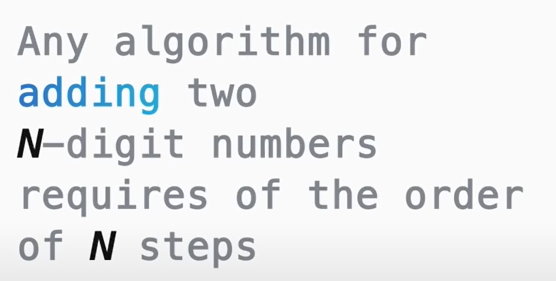 Any algorithm for
adding two
N-digit numbers
requires of the order
of N steps